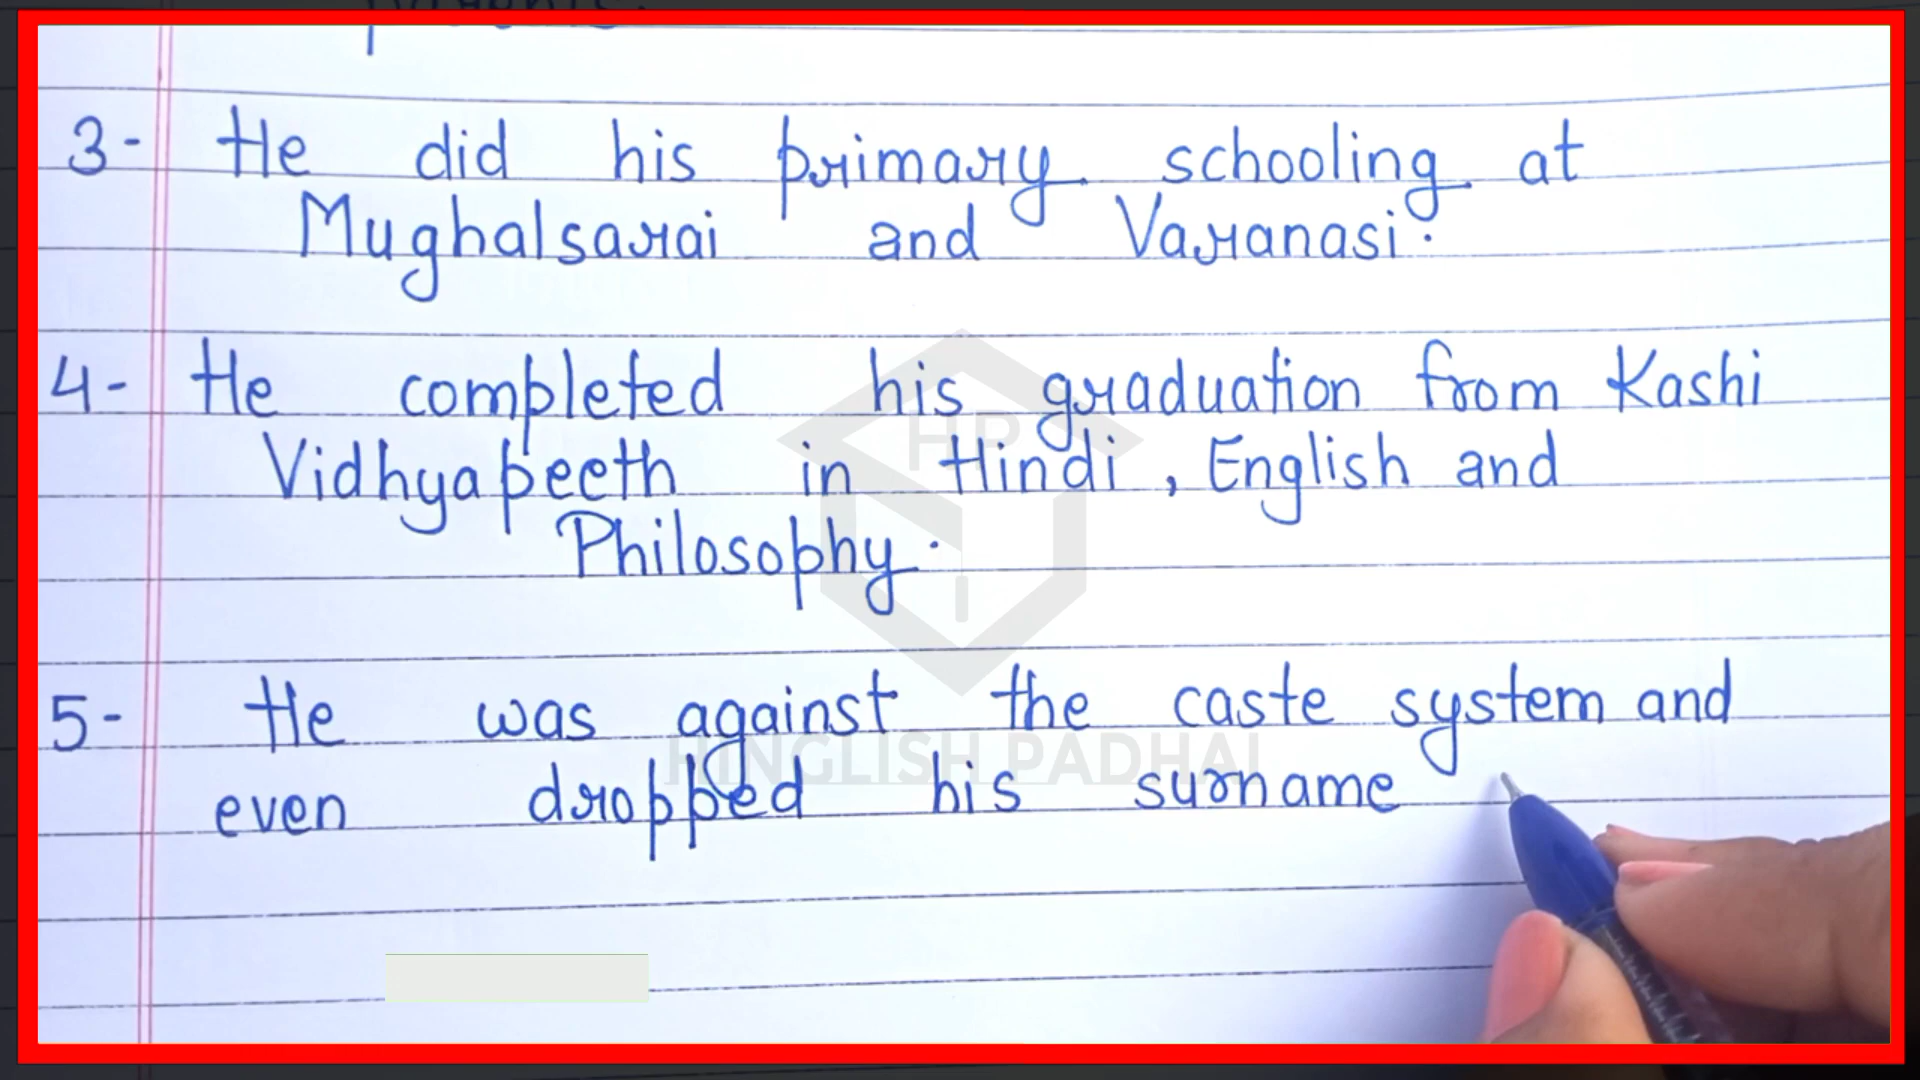 3- He did his primary schooling at
Mughalsarai and Varanasi.
4- He completed his graduation from Kashi
Vidhyapeeth in Hindi, English and
Philosophy.
5- He was against the caste system and
even dropped his surname
HP
HINGLISH PADHAI